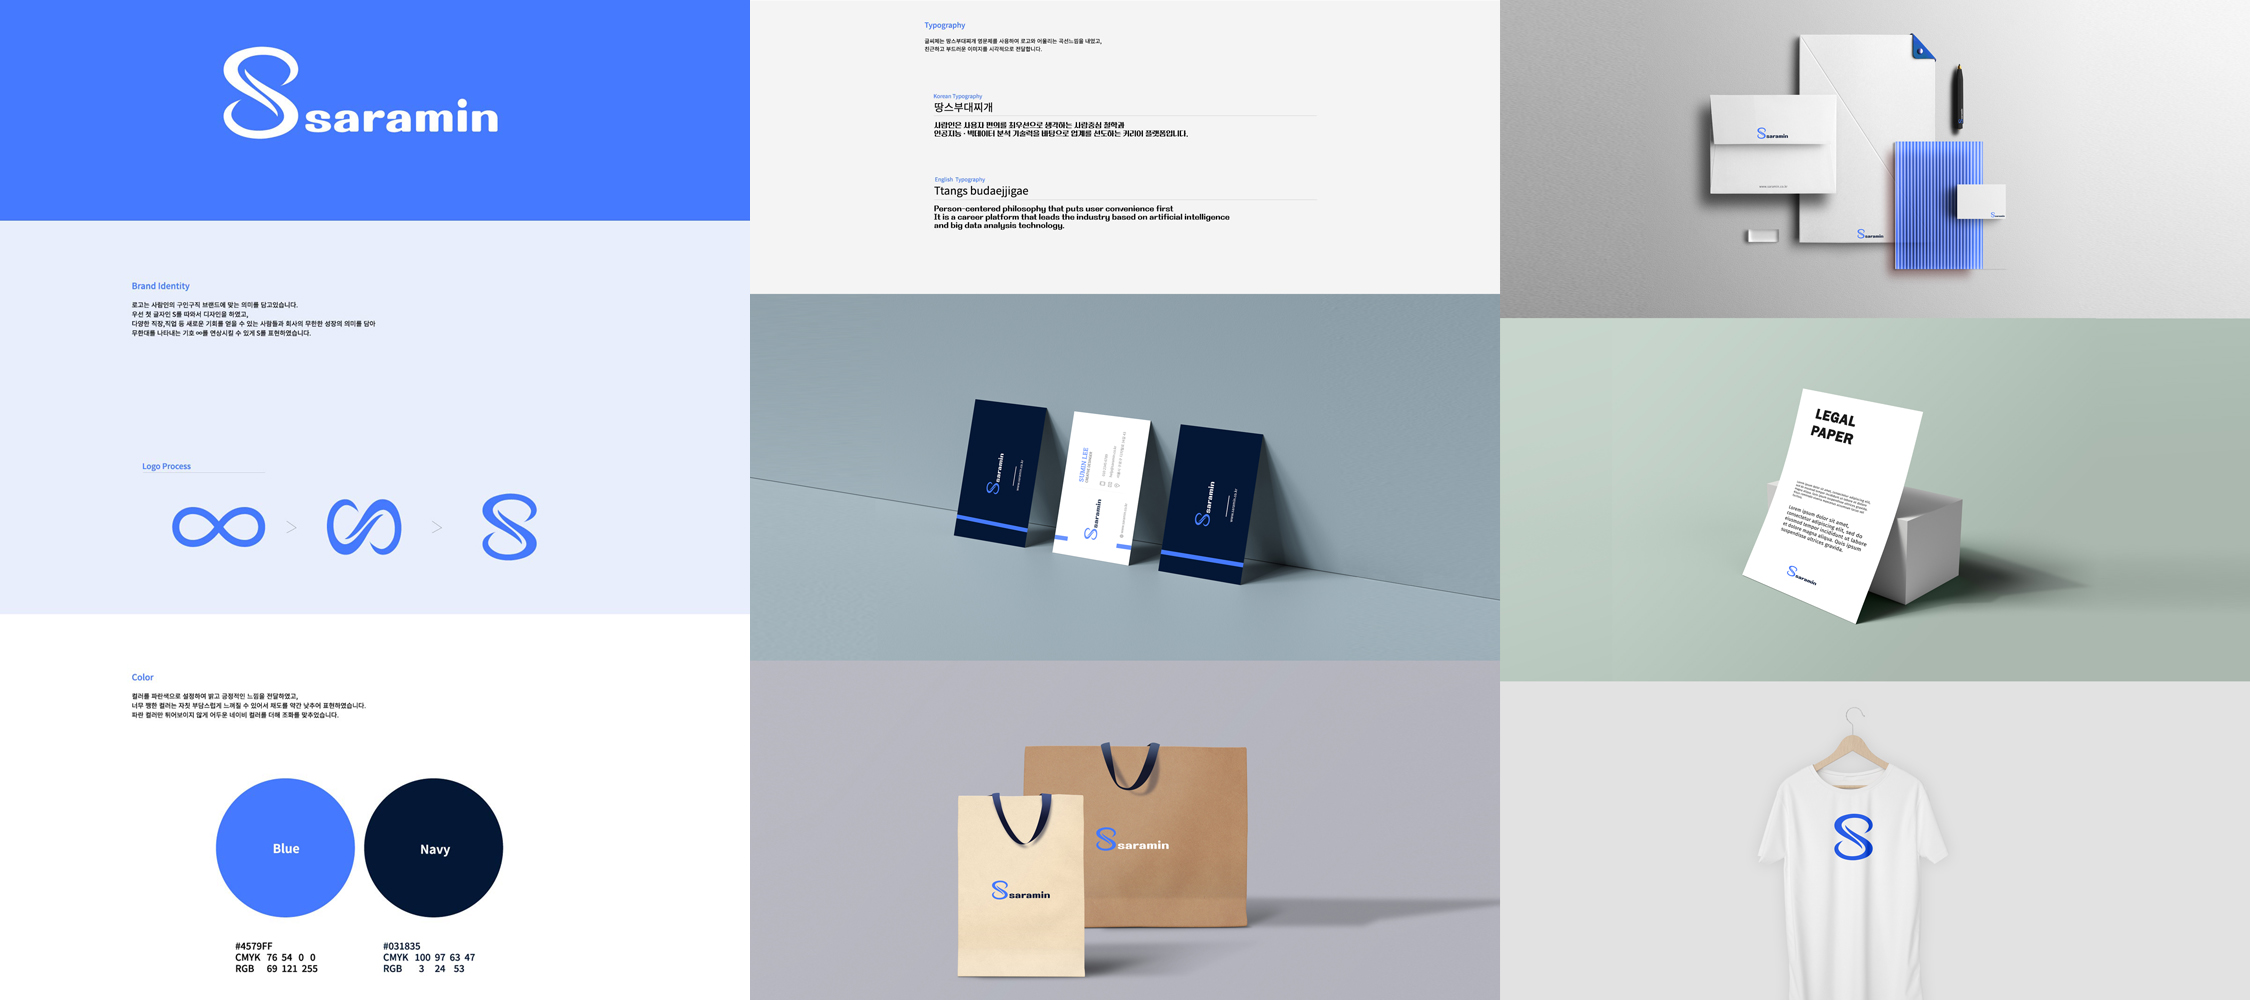 saramin
Brand Identity
로고는 사람인의 구인구직 브랜드에 맞는 의미를 담고있습니다.
우선 첫 글자인 S를 따와서 디자인을 하였고,
다양한 직장,직업 등 새로운 기회를 얻을 수 있는 사람들과 회사의 무한한 성장의 의미를 담아
무한대를 나타내는 기호 ∞를 연상시킬 수 있게 S를 표현하였습니다.
Logo Process
Color
컬러를 파란색으로 설정하여 밝고 긍정적인 느낌을 전달하였고,
너무 쨍한 컬러는 자칫 부담스럽게 느껴질 수 있어서 채도를 약간 낮추어 표현하였습니다.
파란 컬러만 튀어보이지 않게 어두운 네이비 컬러를 더해 조화를 맞추었습니다.
Blue
Navy
#4579FF
CMYK 76 54 0 0
RGB 69 121 255
#031835
CMYK 100 97 63 47
RGB 3 24 53
Typography
글씨체는 땅스부대찌개 명문체를 사용하여 로고와 어울리는 곡선느낌을 내었고,
친근하고 부드러운 이미지를 시각적으로 전달합니다.
Korean Typography
땅스부대찌개
사람인은 사용자 편의를 최우선으로 생각하는 사람중심 철학과
인공지능 · 빅데이터 분석 기술력을 바탕으로 업계를 선도하는 커리어 플랫폼입니다.
English Typography
Ttangs budaejjigae
Person-centered philosophy that puts user convenience first
It is a career platform that leads the industry based on artificial intelligence
and big data analysis technology.
saramin
www.saramin.co.kr
SUMIN LEE
saramin
saramin
www.saramin.co.kr
saramin
saramin
saramin
www.saramin.co.kr
saramin
saramin
LEGAL
PAPER
Lorem ipsum dolor sit amet,
consectetur adipiscing elit, sed do
eiusmod tempor incididunt ut labore
et dolore magna aliqua. Quis ipsum
suspendisse ultrices gravida.
saramin